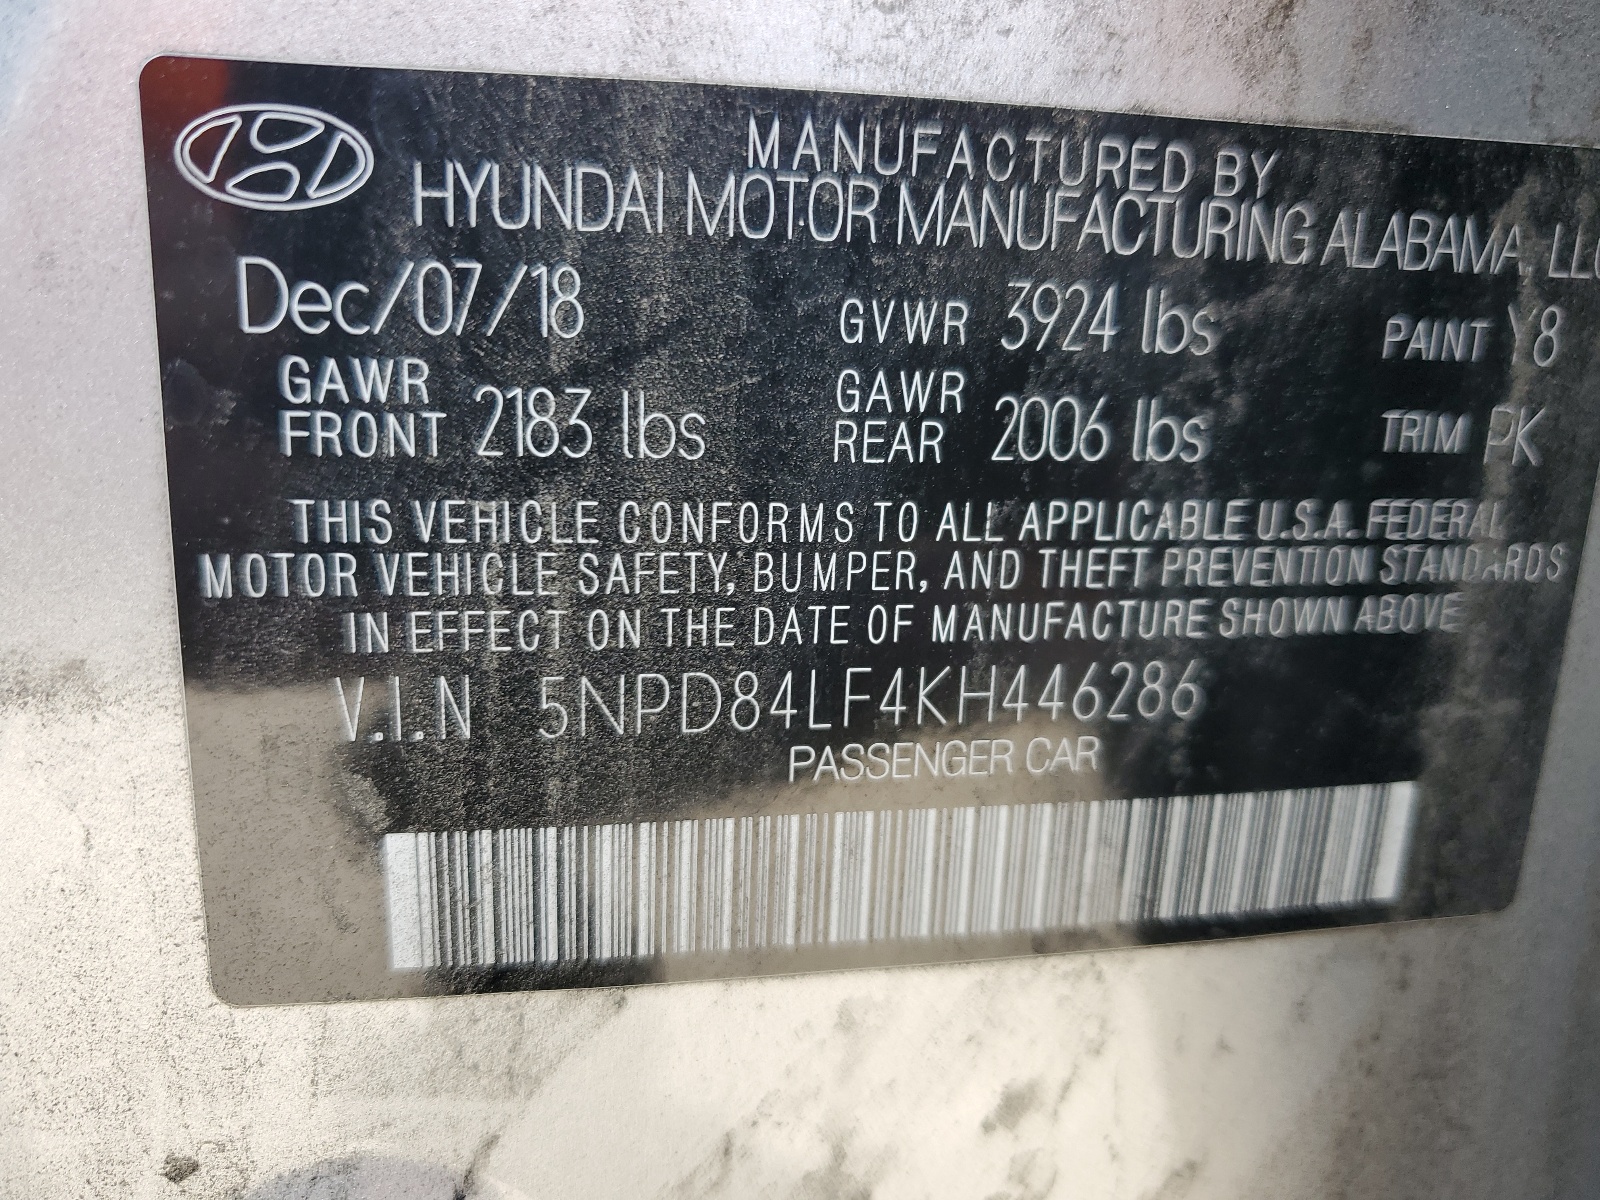 MANUFACTURED BY
HYUNDAI MOTOR MANUFACTURING ALABAMA, LLC
Dec/07/18 GVWR 3924 lbs PAINT Y8
GAWR FRONT 2183 lbs GAWR REAR 2006 lbs TRIM PK
THIS VEHICLE CONFORMS TO ALL APPLICABLE U.S.A. FEDERAL
MOTOR VEHICLE SAFETY, BUMPER, AND THEFT PREVENTION STANDARDS
IN EFFECT ON THE DATE OF MANUFACTURE SHOWN ABOVE
V.I.N 5NPD84LF4KH446286
PASSENGER CAR